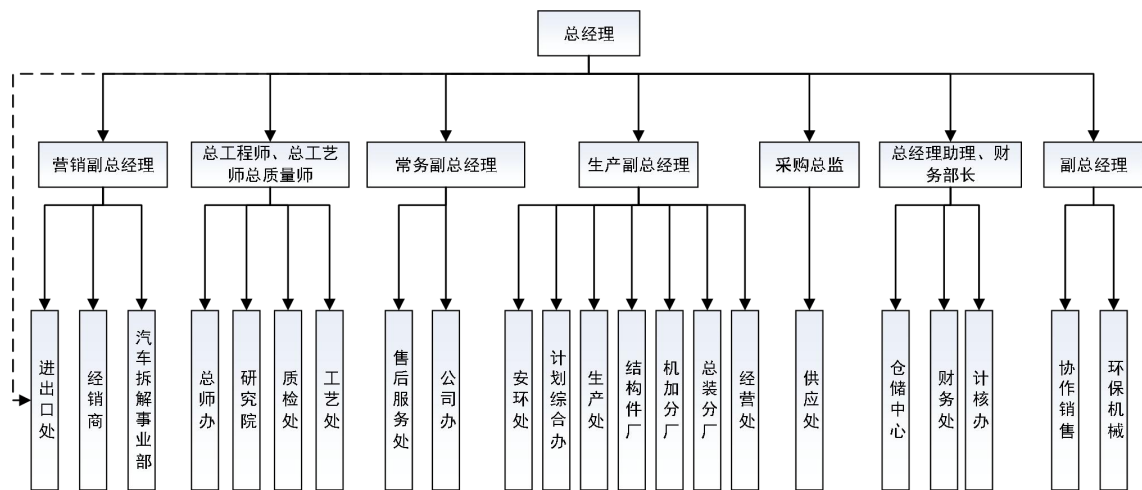 总经理
营销副总经理
总工程师、总工艺
师总质量师
常务副总经理
生产副总经理
采购总监
总经理助理、财
务部长
副总经理
进出口处
经销商
汽车拆解事业部
总师办
研究院
质检处
工艺处
售后服务处
公司办
安环处
计划综合办
生产处
结构件厂
机加分厂
总装分厂
经营处
供应处
仓储中心
财务处
计核办
协作销售
环保机械